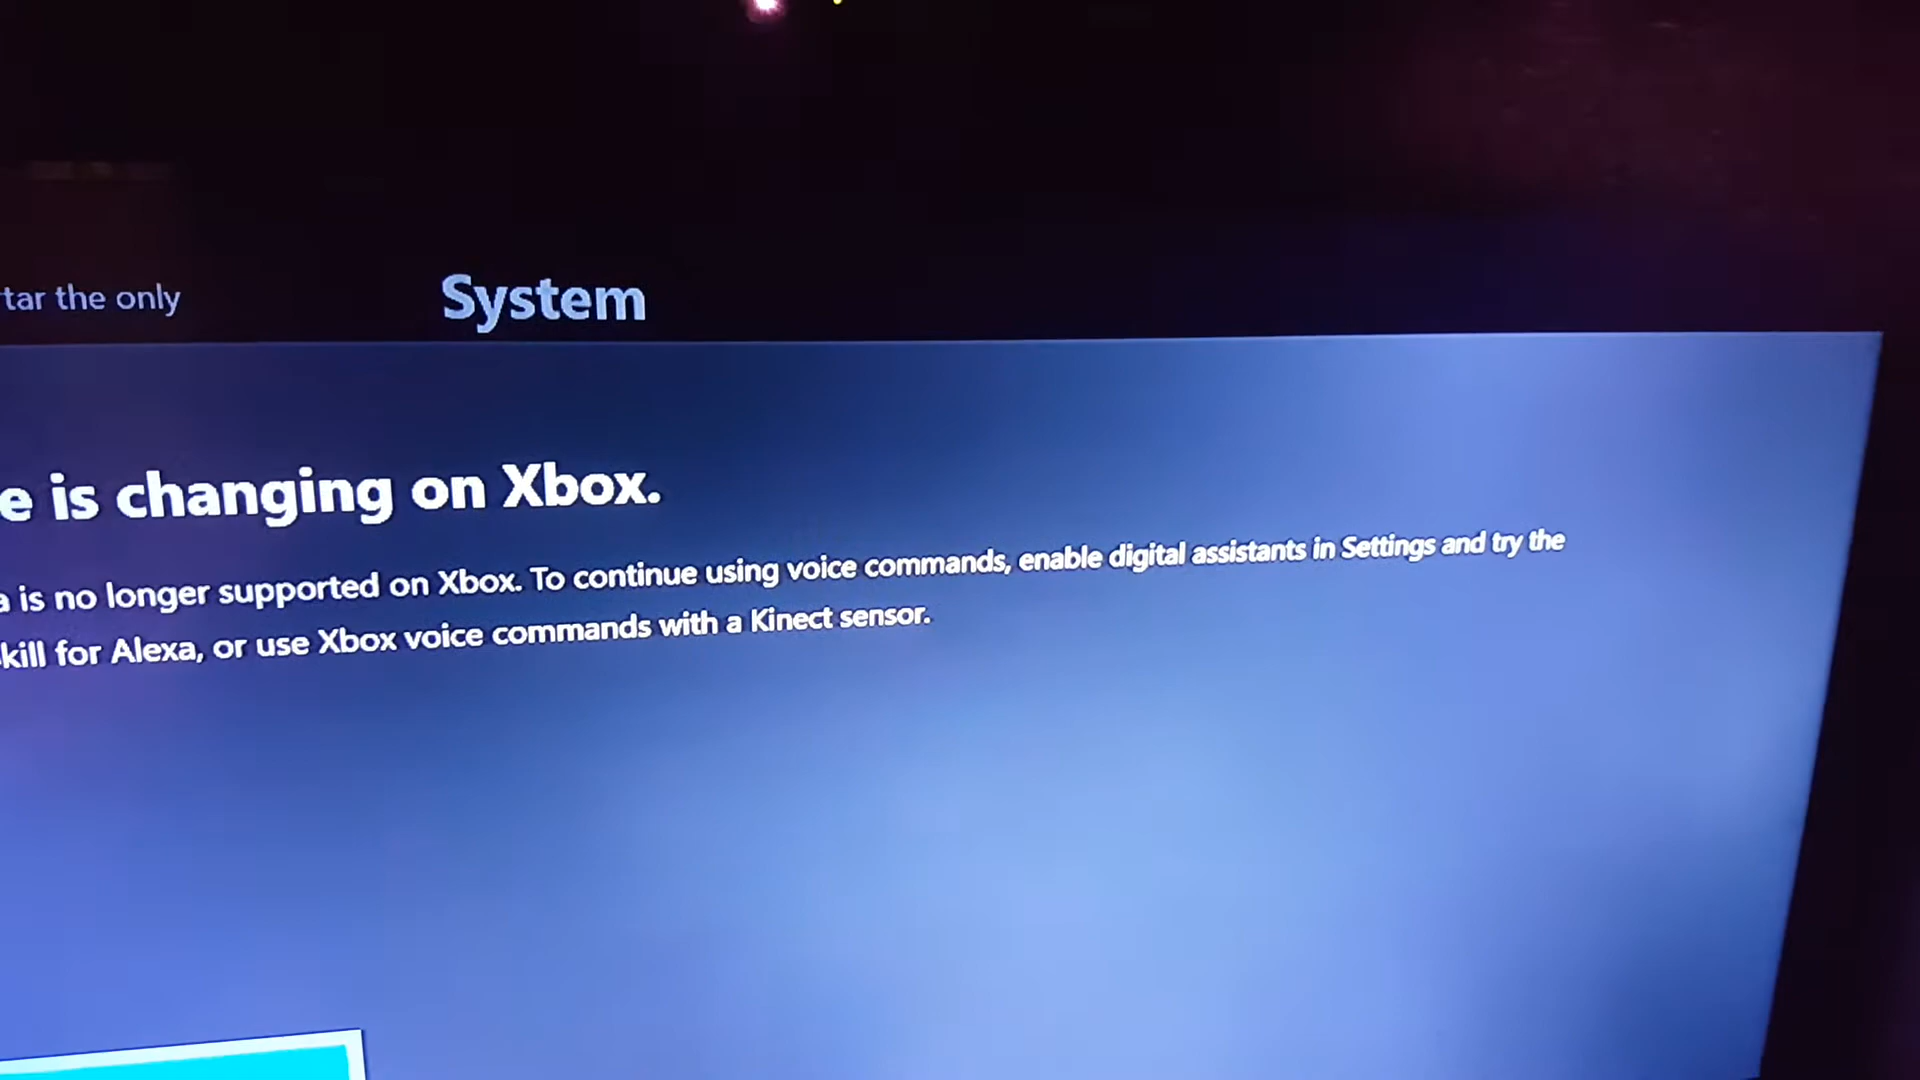 tar the only
System
e is changing on Xbox.
a is no longer supported on Xbox. To continue using voice commands, enable digital assistants in Settings and try the
kill for Alexa, or use Xbox voice commands with a Kinect sensor.